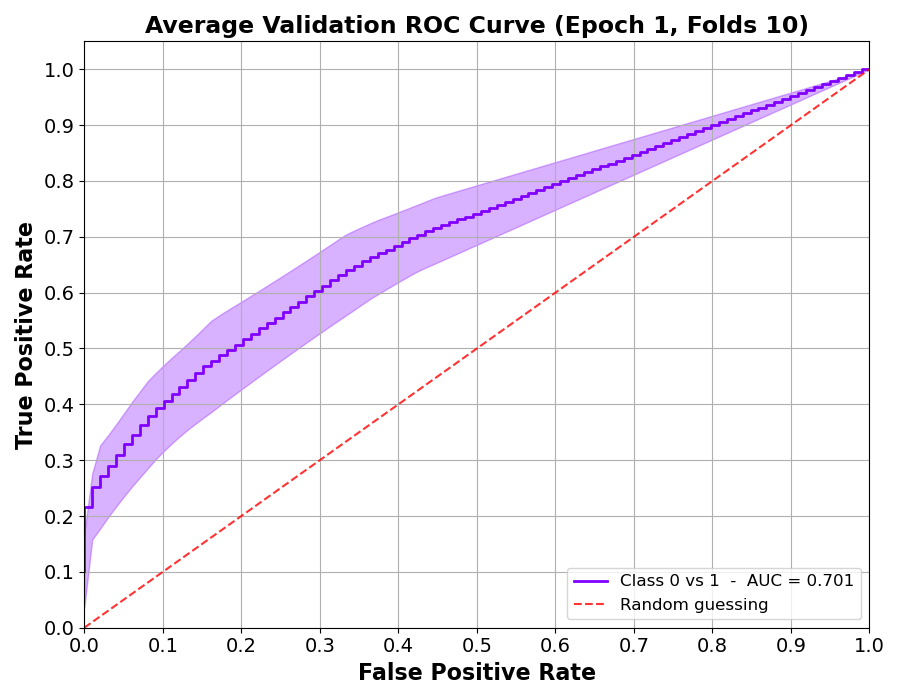 Average Validation ROC Curve (Epoch 1, Folds 10)
True Positive Rate
1.0
0.9
0.8
0.7
0.6
0.5
0.4
0.3
0.2
0.1
0.0
Class 0 vs 1 - AUC = 0.701
Random guessing
0.0 0.1 0.2 0.3 0.4 0.5 0.6 0.7 0.8 0.9 1.0
False Positive Rate